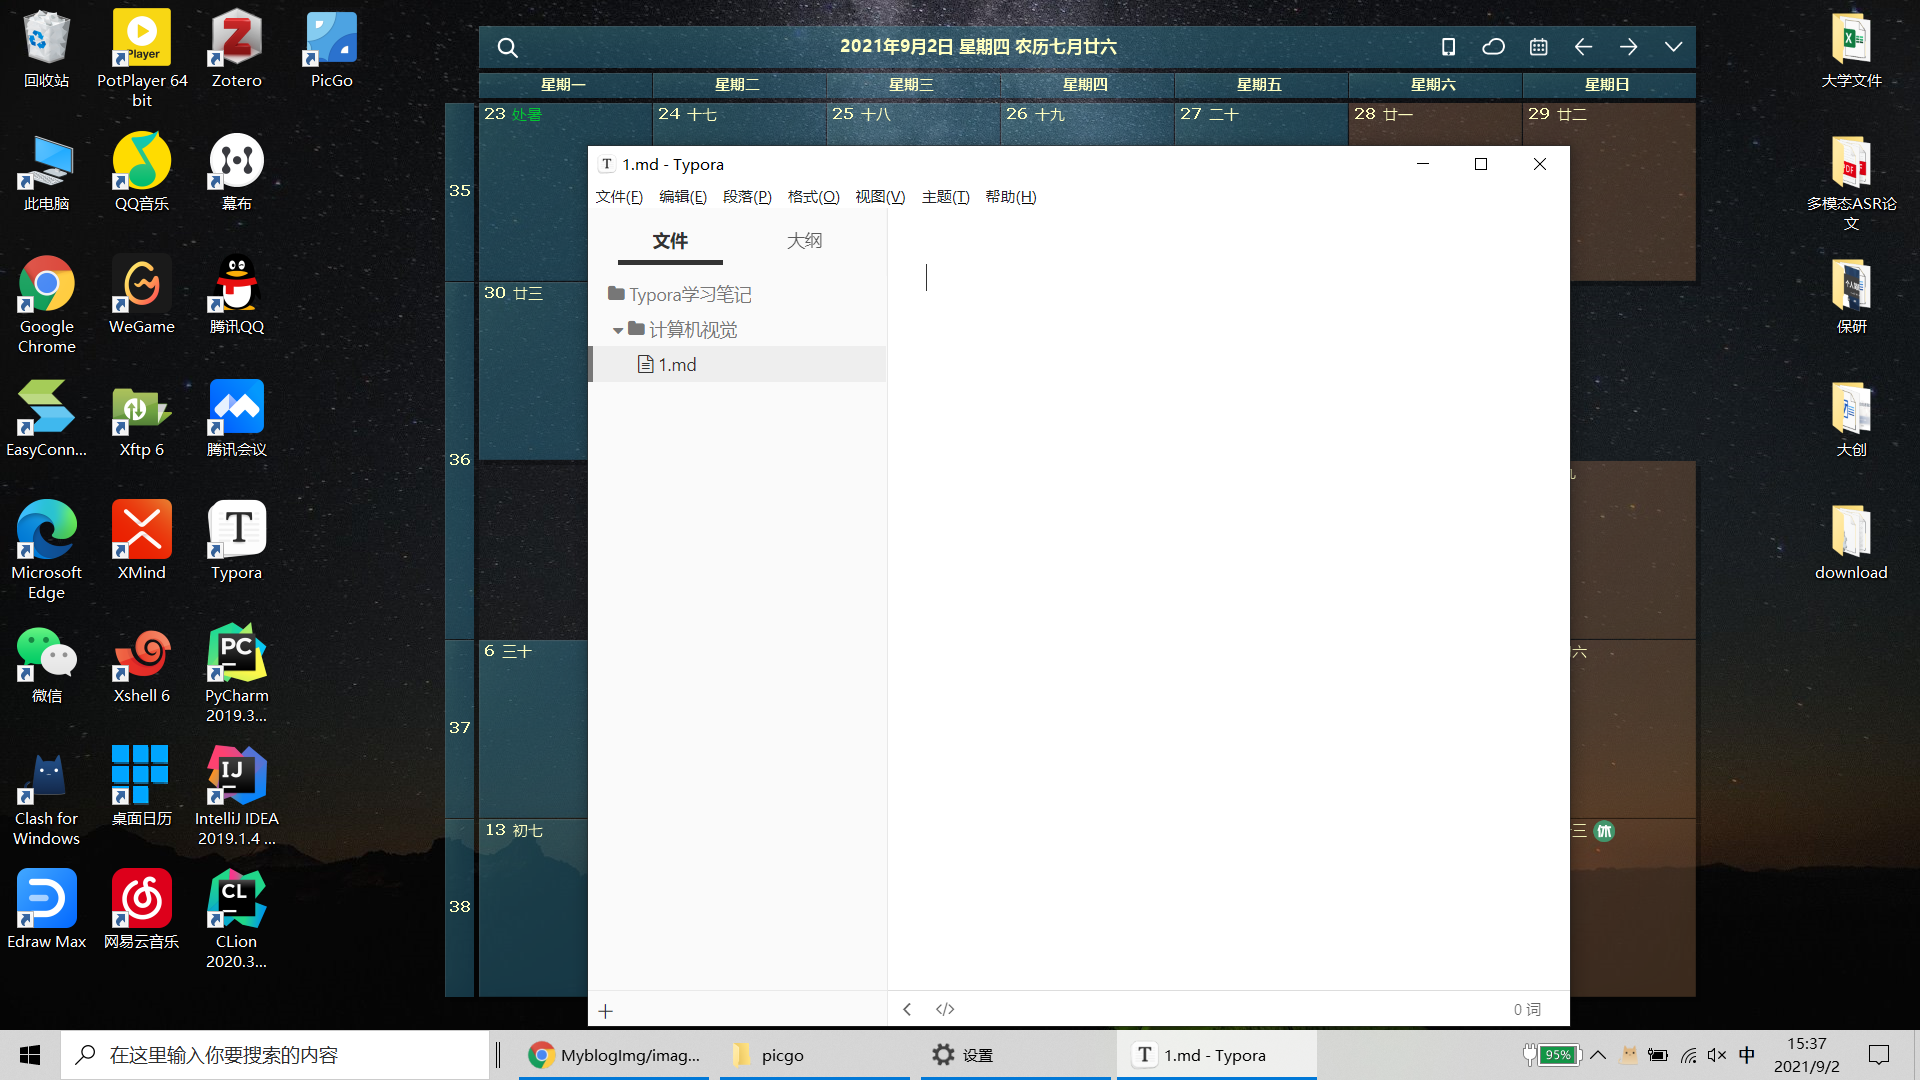 回收站
PotPlayer 64
bit
Zotero
PicGo
此电脑
QQ音乐
幕布
Google
Chrome
WeGame
腾讯QQ
EasyConn...
Xftp 6
腾讯会议
Microsoft
Edge
XMind
Typora
微信
Xshell 6
PyCharm
2019.3...
Clash for
Windows
桌面日历
IntelliJ IDEA
2019.1.4 ...
Edraw Max
网易云音乐
CLion
2020.3...
2021年9月2日 星期四 农历七月廿六
星期一 星期二 星期三 星期四 星期五 星期六 星期日
23 处暑 24 十七 25 十八 26 十九 27 二十 28 廿一 29 廿二
35
30 廿三
36
6 三十
六
37
13 初七
三 休
38
1.md - Typora
文件(F) 编辑(E) 段落(P) 格式(O) 视图(V) 主题(T) 帮助(H)
文件 大纲
Typora学习笔记
计算机视觉
1.md
+
</>
0 词
大学文件
多模态ASR论
文
保研
大创
download
在这里输入你要搜索的内容
MyblogImg/imag...
picgo
设置
1.md - Typora
95%
中
15:37
2021/9/2